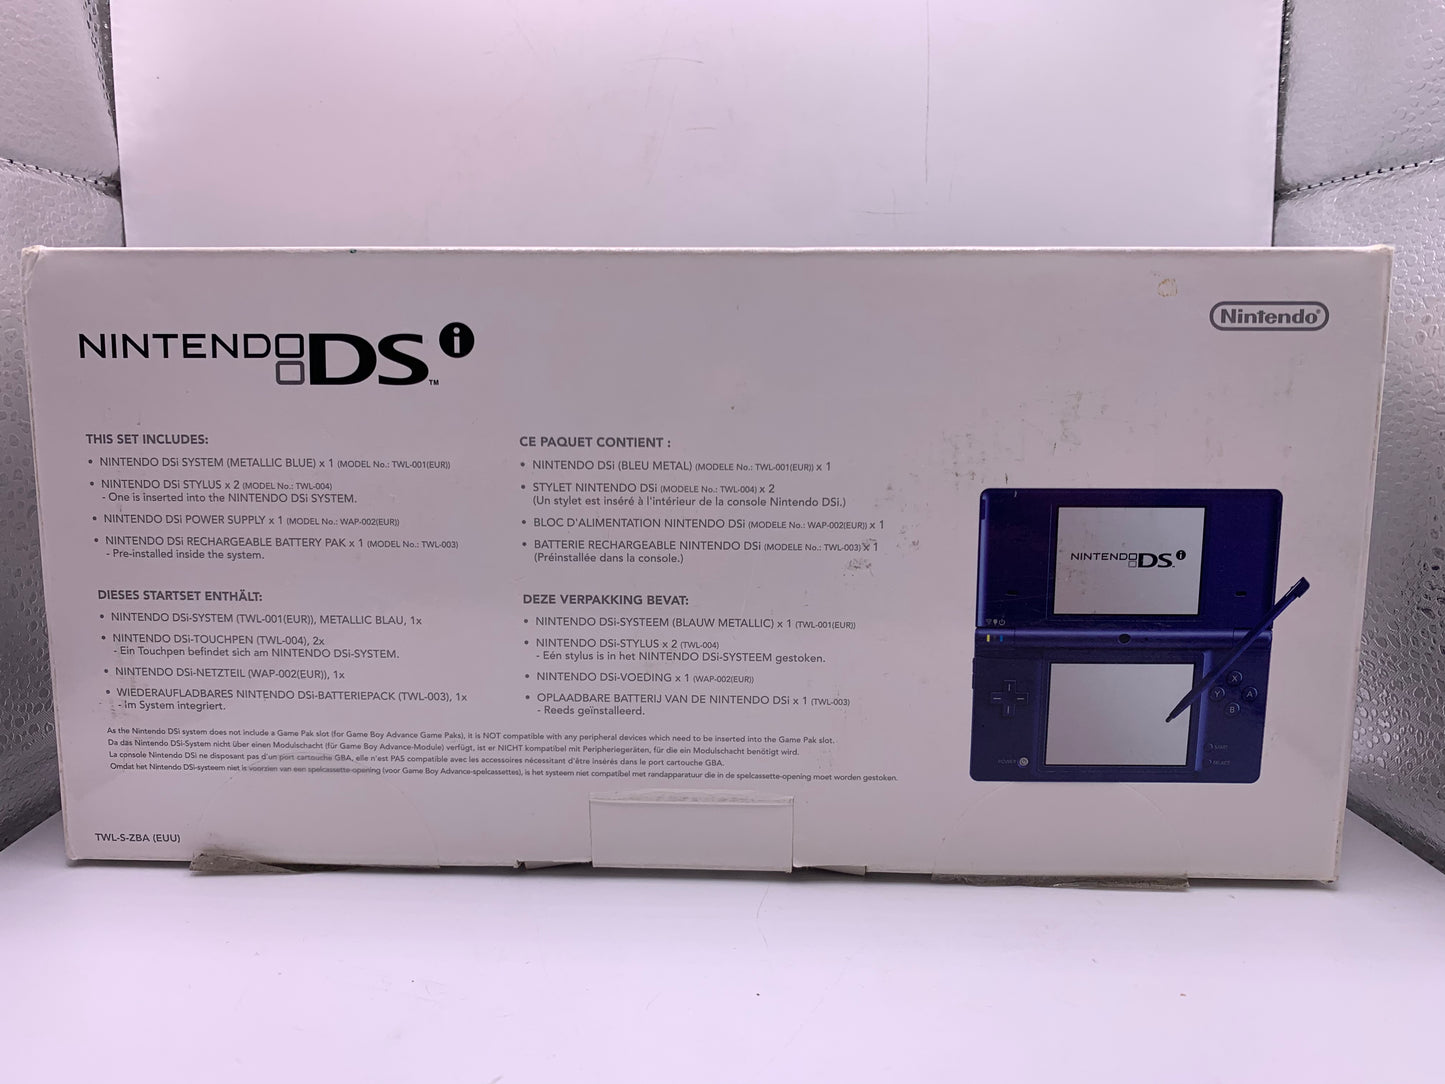 NINTENDO DSi™
Nintendo®
THIS SET INCLUDES:
• NINTENDO DSi SYSTEM (METALLIC BLUE) x 1 (MODEL No.: TWL-001(EUR))
• NINTENDO DSi STYLUS x 2 (MODEL No.: TWL-004)
- One is inserted into the NINTENDO DSi SYSTEM.
• NINTENDO DSi POWER SUPPLY x 1 (MODEL No.: WAP-002(EUR))
• NINTENDO DSi RECHARGEABLE BATTERY PAK x 1 (MODEL No.: TWL-003)
- Pre-installed inside the system.
CE PAQUET CONTIENT :
• NINTENDO DSi (BLEU METAL) (MODELE No.: TWL-001(EUR)) x 1
• STYLET NINTENDO DSi (MODELE No.: TWL-004) x 2
(Un stylet est inséré à l'intérieur de la console Nintendo DSi.)
• BLOC D'ALIMENTATION NINTENDO DSi (MODELE No.: WAP-002(EUR)) x 1
• BATTERIE RECHARGEABLE NINTENDO DSi (MODELE No.: TWL-003) x 1
(Préinstallée dans la console.)
DIESES STARTSET ENTHÄLT:
• NINTENDO DSi-SYSTEM (TWL-001(EUR)), METALLIC BLAU, 1x
• NINTENDO DSi-TOUCHPEN (TWL-004), 2x
- Ein Touchpen befindet sich am NINTENDO DSi-SYSTEM.
• NINTENDO DSi-NETZTEIL (WAP-002(EUR)), 1x
• WIEDERAUFLADBARES NINTENDO DSi-BATTERIEPACK (TWL-003), 1x
- im System integriert.
DEZE VERPAKKING BEVAT:
• NINTENDO DSi-SYSTEEM (BLAUW METALLIC) x 1 (TWL-001(EUR))
• NINTENDO DSi-STYLUS x 2 (TWL-004)
- Eén stylus is in het NINTENDO DSi-SYSTEEM gestoken.
• NINTENDO DSi-VOEDING x 1 (WAP-002(EUR))
• OPLAADBARE BATTERIJ VAN DE NINTENDO DSi x 1 (TWL-003)
- Reeds geïnstalleerd.
As the Nintendo DSi system does not include a Game Pak slot (for Game Boy Advance Game Paks), it is NOT compatible with any peripheral devices which need to be inserted into the Game Pak slot.
Da das Nintendo DSi-System nicht über einen Modulschacht (für Game Boy Advance-Module) verfügt, ist er NICHT kompatibel mit Peripheriegeräten, für die ein Modulschacht benötigt wird.
La console Nintendo DSi ne disposant pas d'un port cartouche GBA, elle n'est PAS compatible avec les accessoires nécessitant d'être insérés dans le port cartouche GBA.
Omdat het Nintendo DSi-systeem niet is voorzien van een spelcassette-opening (voor Game Boy Advance-spelcassettes), is het systeem niet compatibel met randapparatuur die in de spelcassette-opening moet worden gestoken.
TWL-S-ZBA (EUU)
NINTENDO DSi™
X
Y
A
B
START
SELECT
POWER